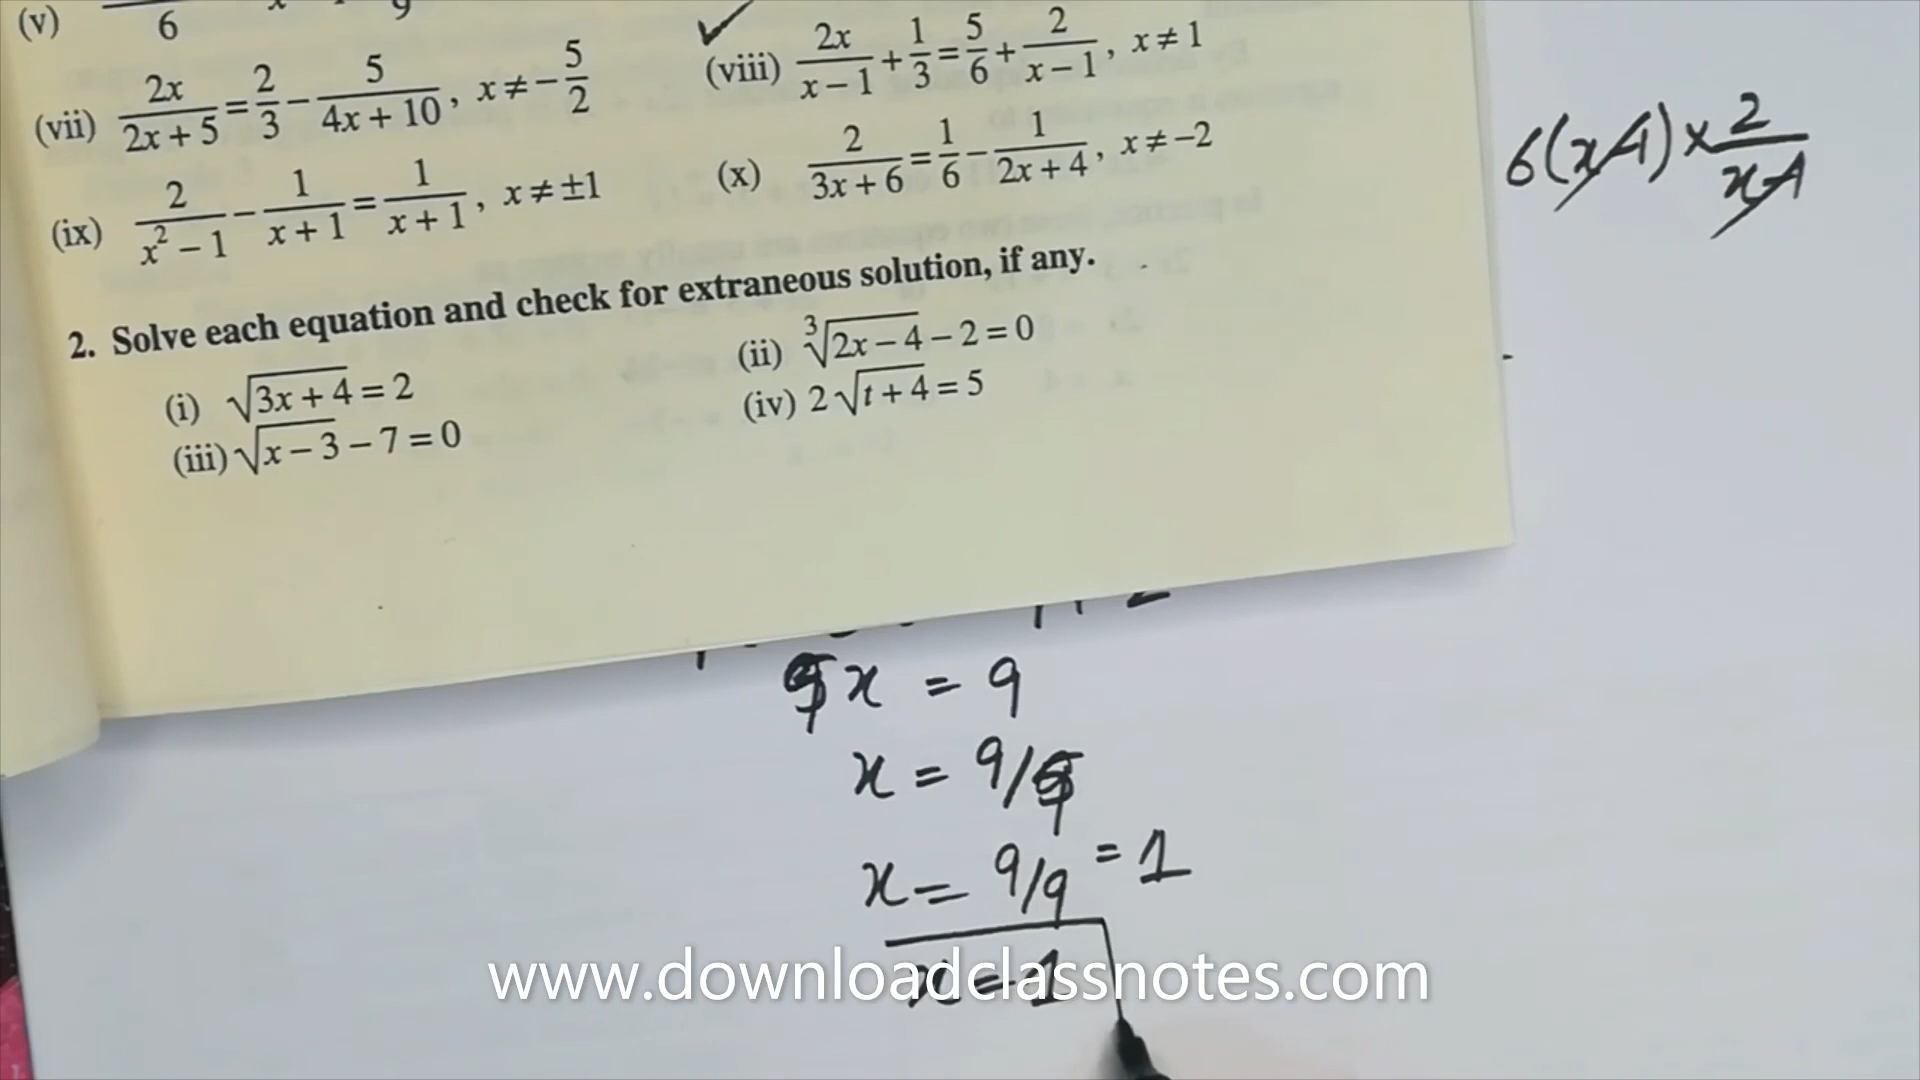 (v) 6 9
(vii) 2x/(2x + 5) = 2/3 − 5/(4x + 10), x ≠ −5/2
(viii) 2x/(x − 1) + 1/3 = 5/6 + 2/(x − 1), x ≠ 1
(ix) 2/(x² − 1) − 1/(x + 1) = 1/(x + 1), x ≠ ±1
(x) 2/(3x + 6) = 1/6 − 1/(2x + 4), x ≠ −2
2. Solve each equation and check for extraneous solution, if any.
(i) √(3x + 4) = 2
(ii) ∛(2x − 4) − 2 = 0
(iii) √(x − 3) − 7 = 0
(iv) 2√(t + 4) = 5
6(x-1) × 2/(x-1)
9x = 9
x = 9/9
x = 9/9 = 1
x = 1
www.downloadclassnotes.com